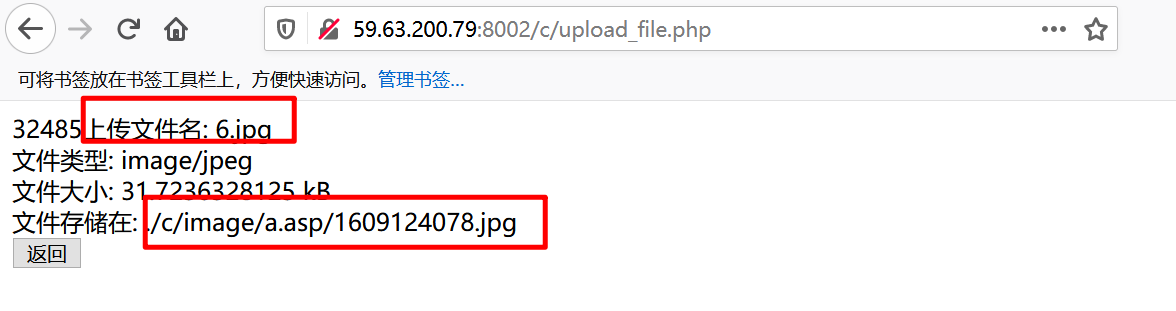 59.63.200.79:8002/c/upload_file.php
可将书签放在书签工具栏上，方便快速访问。管理书签...
32485上传文件名: 6.jpg
文件类型: image/jpeg
文件大小: 31.7236328125 kB
文件存储在: ./c/image/a.asp/1609124078.jpg
返回